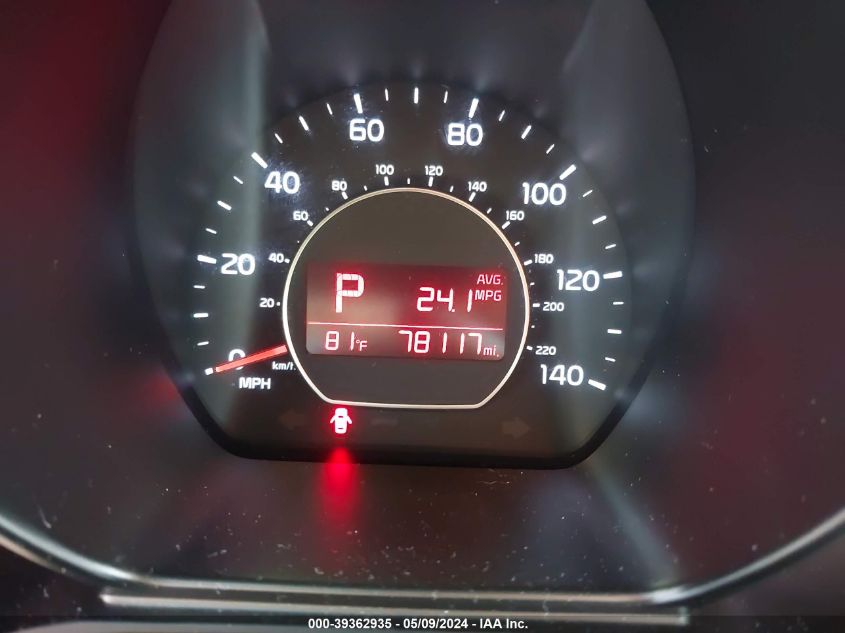 60 80
40 100
20 120
0 140
MPH
km/h
20 40 60 80 100 120 140 160 180 200 220
P AVG.
24.1 MPG
81°F 78117 mi.
000-39362935 - 05/09/2024 - IAA Inc.